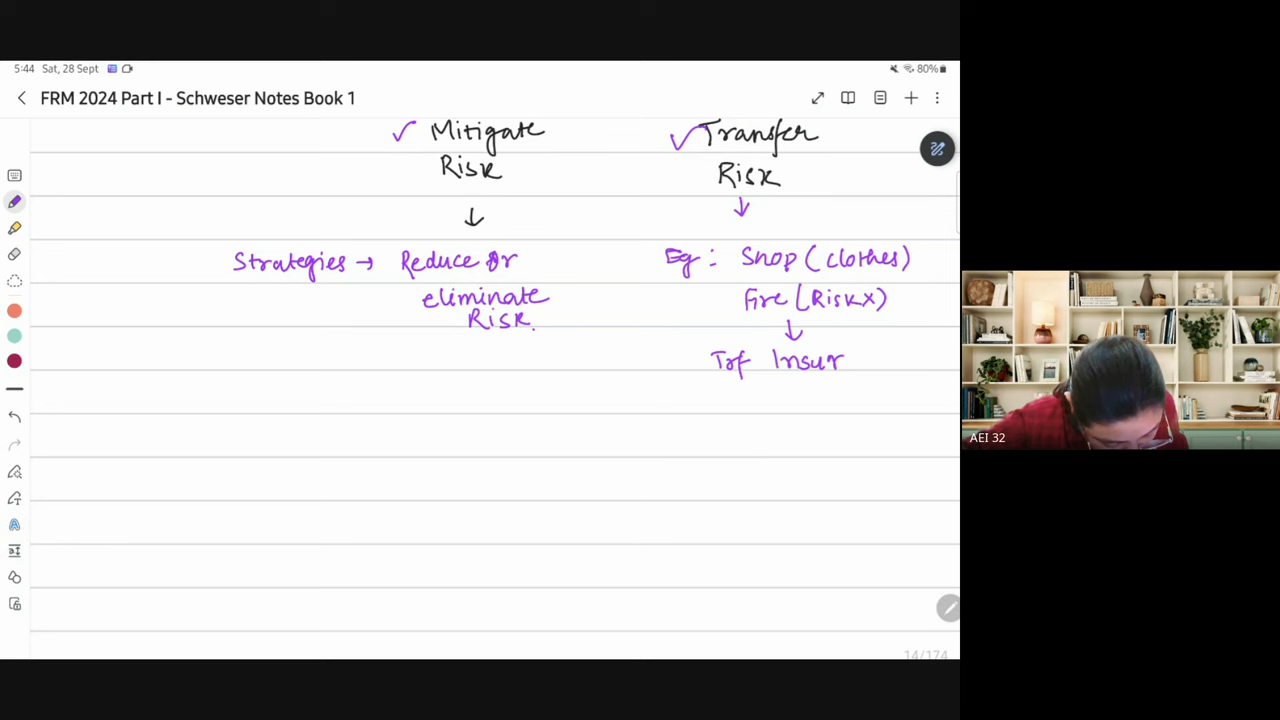 5:44 Sat, 28 Sept
80%
FRM 2024 Part I - Schweser Notes Book 1
Mitigate Risk
Transfer Risk
Strategies → Reduce or eliminate Risk.
Eg : Shop (clothes)
Fire (Risk X)
Trf Insur
AEI 32
14/174